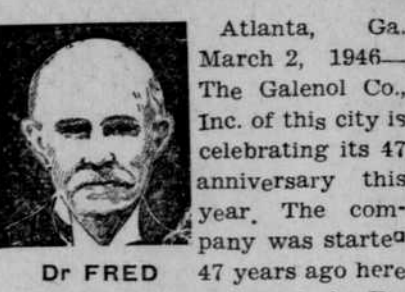 Atlanta, Ga.
March 2, 1946—
The Galenol Co.,
Inc. of this city is
celebrating its 47
anniversary this
year. The com-
pany was started
47 years ago here
Dr FRED